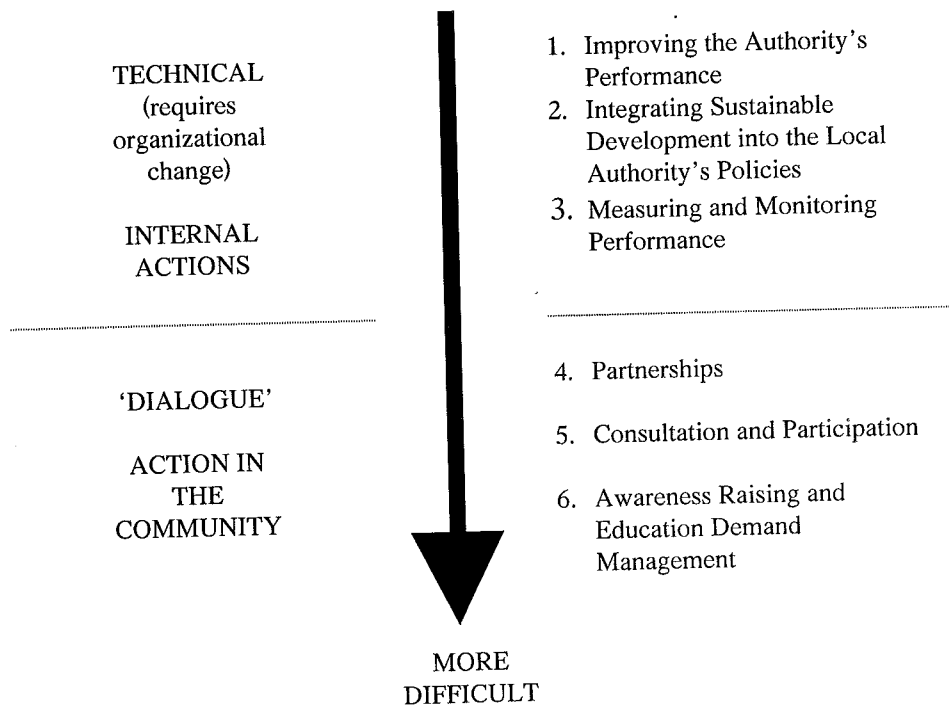 TECHNICAL
(requires
organizational
change)
INTERNAL
ACTIONS
1. Improving the Authority's
Performance
2. Integrating Sustainable
Development into the Local
Authority's Policies
3. Measuring and Monitoring
Performance
'DIALOGUE'
ACTION IN
THE
COMMUNITY
4. Partnerships
5. Consultation and Participation
6. Awareness Raising and
Education Demand
Management
MORE
DIFFICULT